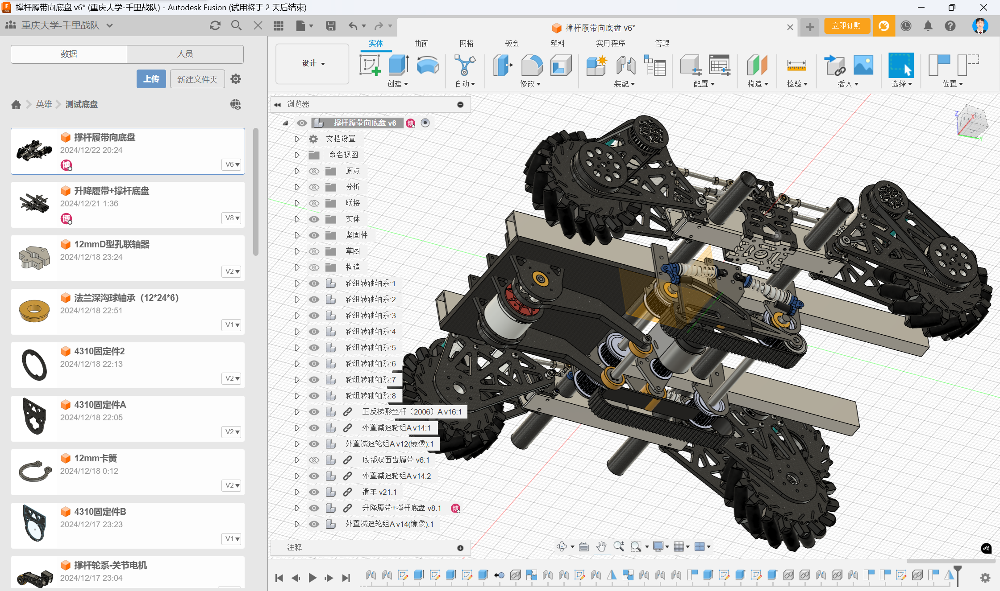 撑杆履带向底盘 v6* (重庆大学-千里战队) - Autodesk Fusion (试用将于 2 天后结束)
重庆大学-千里战队
撑杆履带向底盘 v6*
立即订购
数据
人员
上传
新建文件夹
英雄
测试底盘
撑杆履带向底盘
2024/12/22 20:24
博
V6
升降履带+撑杆底盘
2024/12/21 1:36
博
V8
12mmD型孔联轴器
2024/12/18 23:24
V2
法兰深沟球轴承（12*24*6）
2024/12/18 22:51
V1
4310固定件2
2024/12/18 22:13
V2
4310固定件A
2024/12/18 22:05
V2
12mm卡簧
2024/12/18 0:12
V2
4310固定件B
2024/12/17 23:23
V1
撑杆轮系-关节电机
2024/12/17 23:04
设计
实体
曲面
网格
钣金
塑料
实用程序
管理
创建
自动
修改
装配
配置
构造
检验
插入
选择
位置
浏览器
撑杆履带向底盘 v6
博
文档设置
命名视图
原点
分析
联接
实体
紧固件
草图
构造
轮组转轴轴系:1
轮组转轴轴系:2
轮组转轴轴系:3
轮组转轴轴系:4
轮组转轴轴系:5
轮组转轴轴系:6
轮组转轴轴系:7
轮组转轴轴系:8
正反梯形丝杆（2006）A v16:1
外置减速轮组A v14:1
外置减速轮组A v12(镜像):1
底部双面齿履带 v6:1
外置减速轮组A v14:2
滑车 v21:1
升降履带+撑杆底盘 v8:1
博
外置减速轮组A v14(镜像):1
注释
Z
X
Y